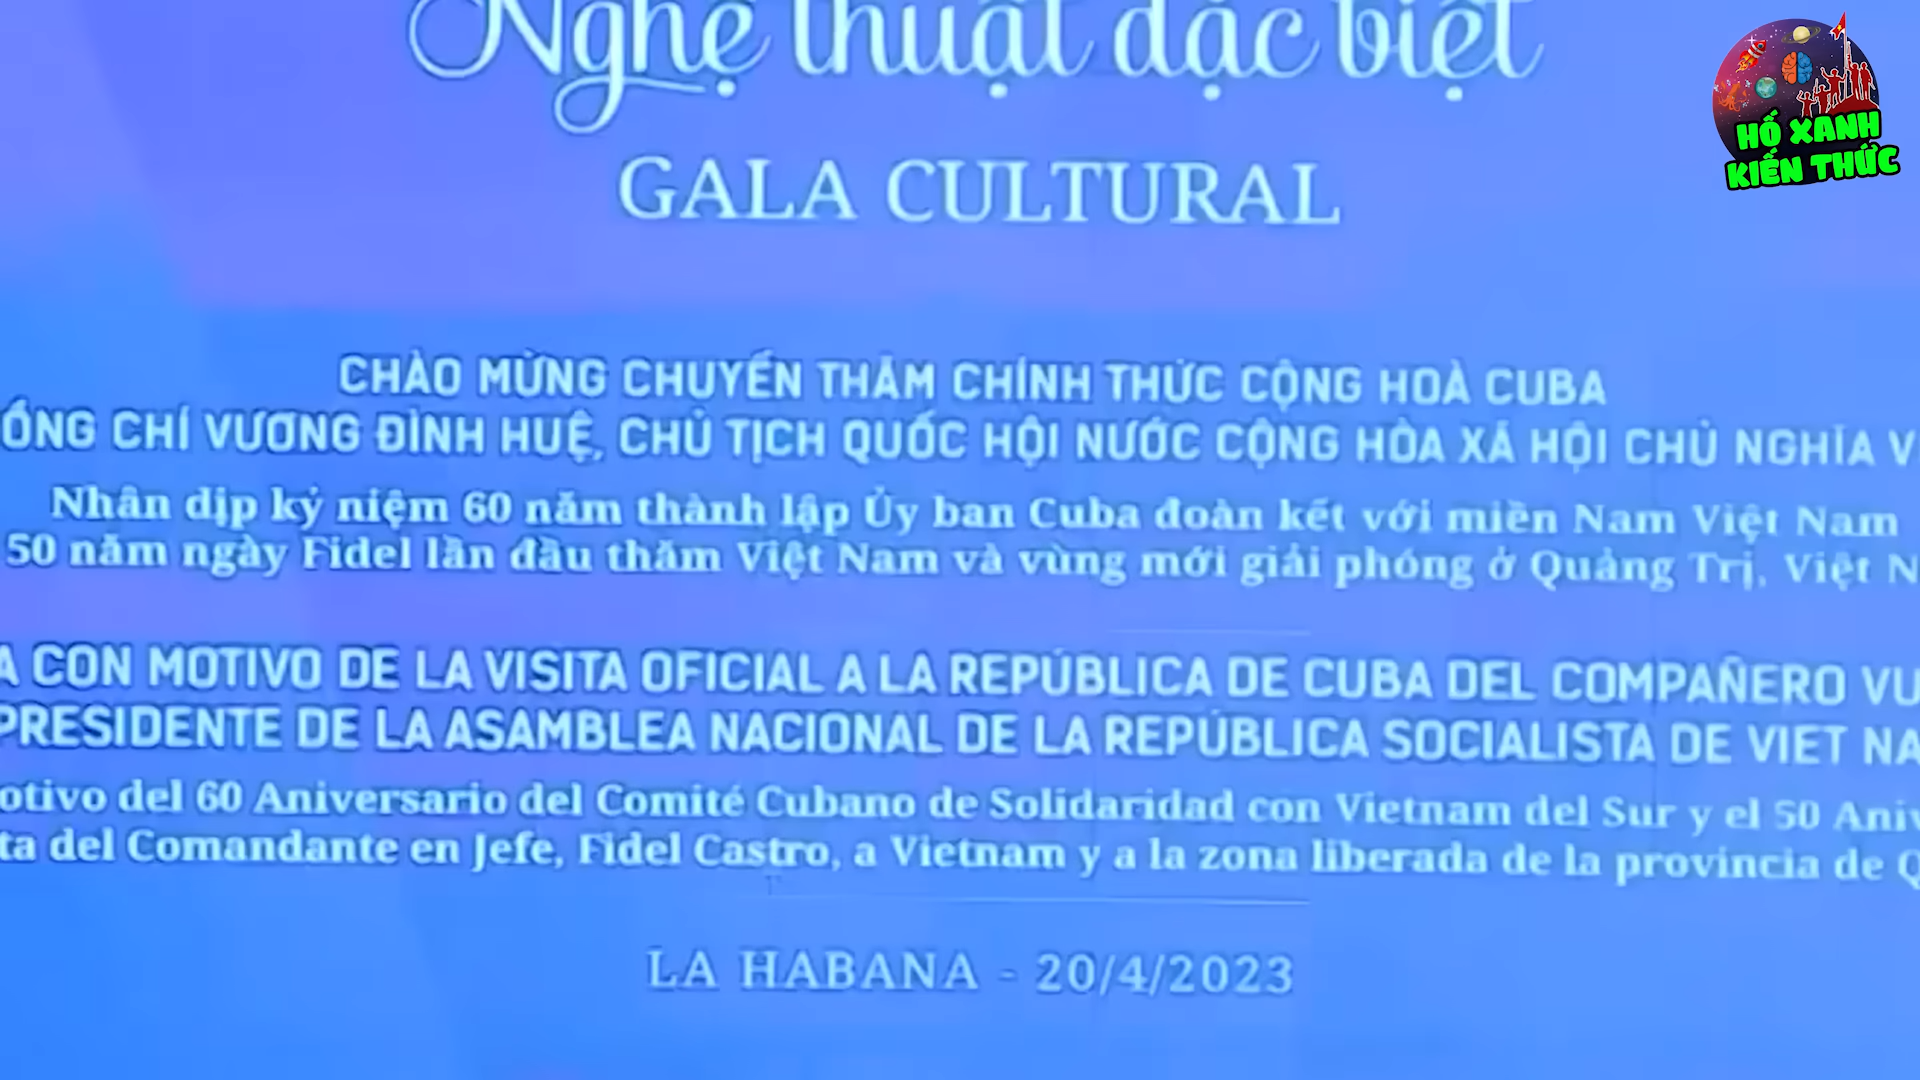 Nghệ thuật đặc biệt
GALA CULTURAL
HỐ XANH
KIẾN THỨC
CHÀO MỪNG CHUYẾN THĂM CHÍNH THỨC CỘNG HOÀ CUBA
ỒNG CHÍ VƯƠNG ĐÌNH HUỆ, CHỦ TỊCH QUỐC HỘI NƯỚC CỘNG HÒA XÃ HỘI CHỦ NGHĨA V
Nhân dịp kỷ niệm 60 năm thành lập Ủy ban Cuba đoàn kết với miền Nam Việt Nam
50 năm ngày Fidel lần đầu thăm Việt Nam và vùng mới giải phóng ở Quảng Trị, Việt N
A CON MOTIVO DE LA VISITA OFICIAL A LA REPÚBLICA DE CUBA DEL COMPAÑERO VU
PRESIDENTE DE LA ASAMBLEA NACIONAL DE LA REPÚBLICA SOCIALISTA DE VIET NA
otivo del 60 Aniversario del Comité Cubano de Solidaridad con Vietnam del Sur y el 50 Aniv
ta del Comandante en Jefe, Fidel Castro, a Vietnam y a la zona liberada de la provincia de Q
LA HABANA - 20/4/2023